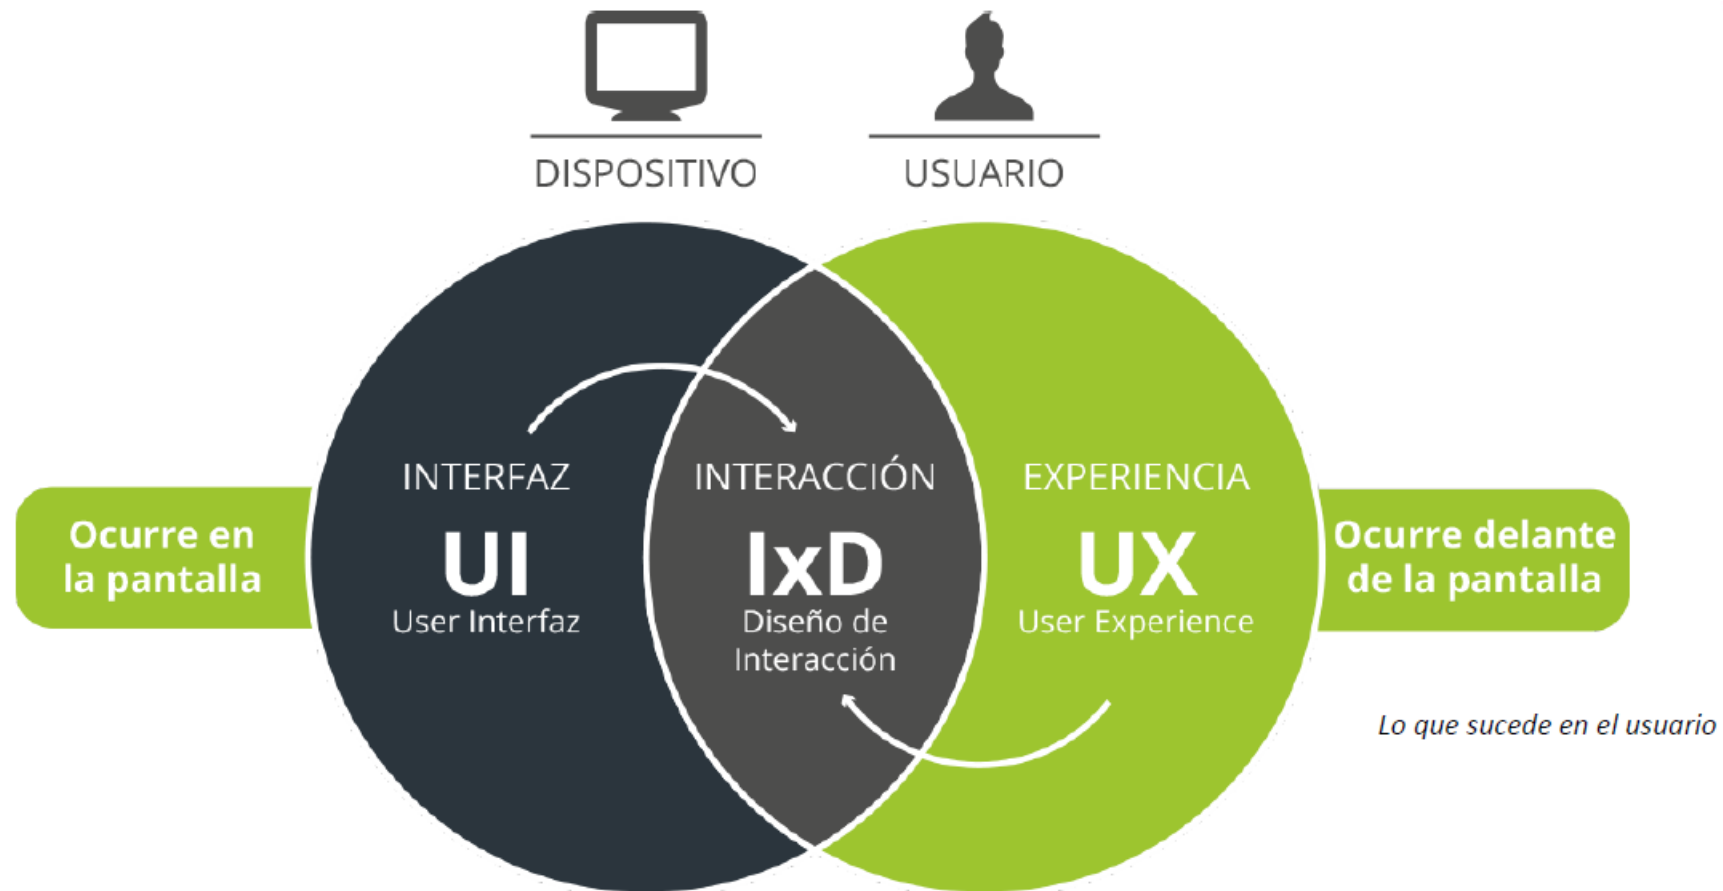 DISPOSITIVO
USUARIO
Ocurre en
la pantalla
INTERFAZ
UI
User Interfaz
INTERACCIÓN
IxD
Diseño de
Interacción
EXPERIENCIA
UX
User Experience
Ocurre delante
de la pantalla
Lo que sucede en el usuario